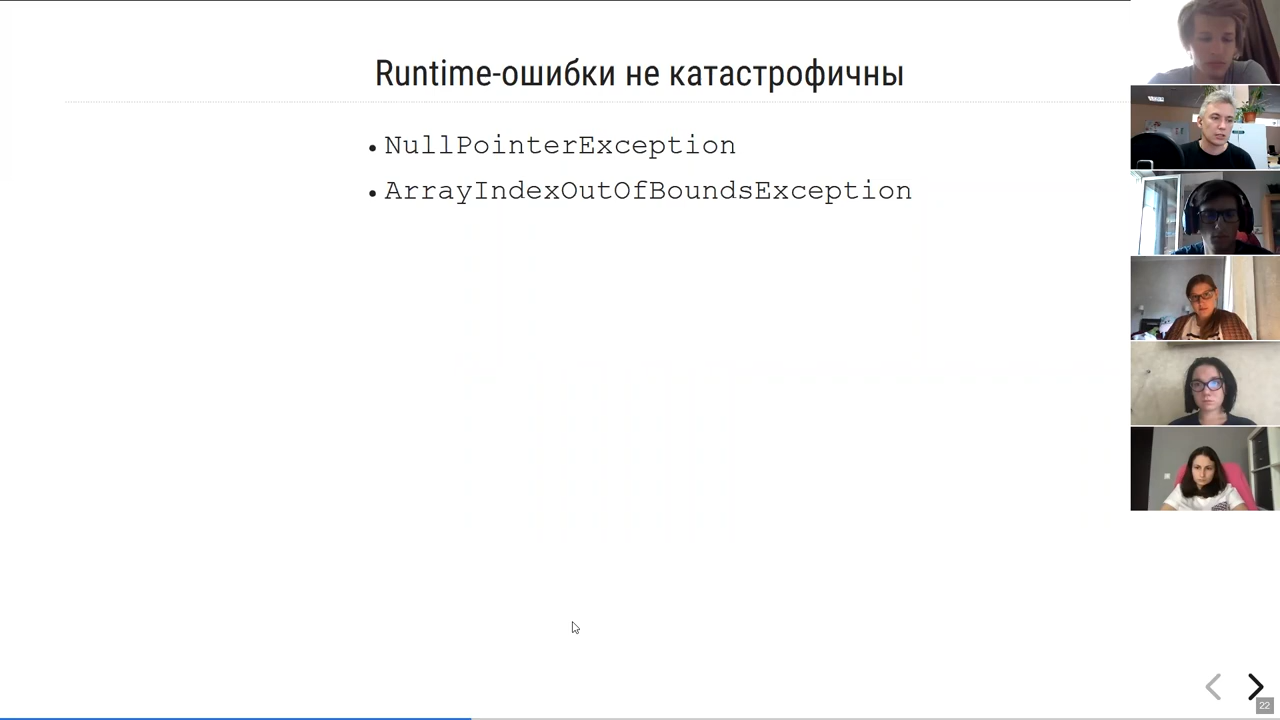 Runtime-ошибки не катастрофичны
• NullPointerException
• ArrayIndexOutOfBoundsException
22